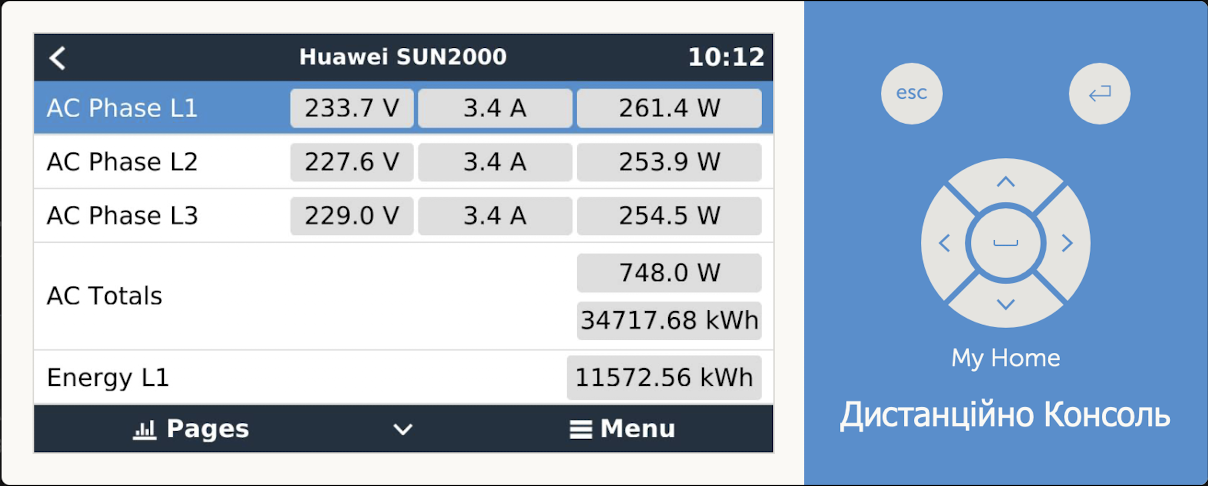 Huawei SUN2000 10:12
AC Phase L1 233.7 V 3.4 A 261.4 W
AC Phase L2 227.6 V 3.4 A 253.9 W
AC Phase L3 229.0 V 3.4 A 254.5 W
AC Totals 748.0 W
34717.68 kWh
Energy L1 11572.56 kWh
Pages Menu
esc
My Home
Дистанційно Консоль